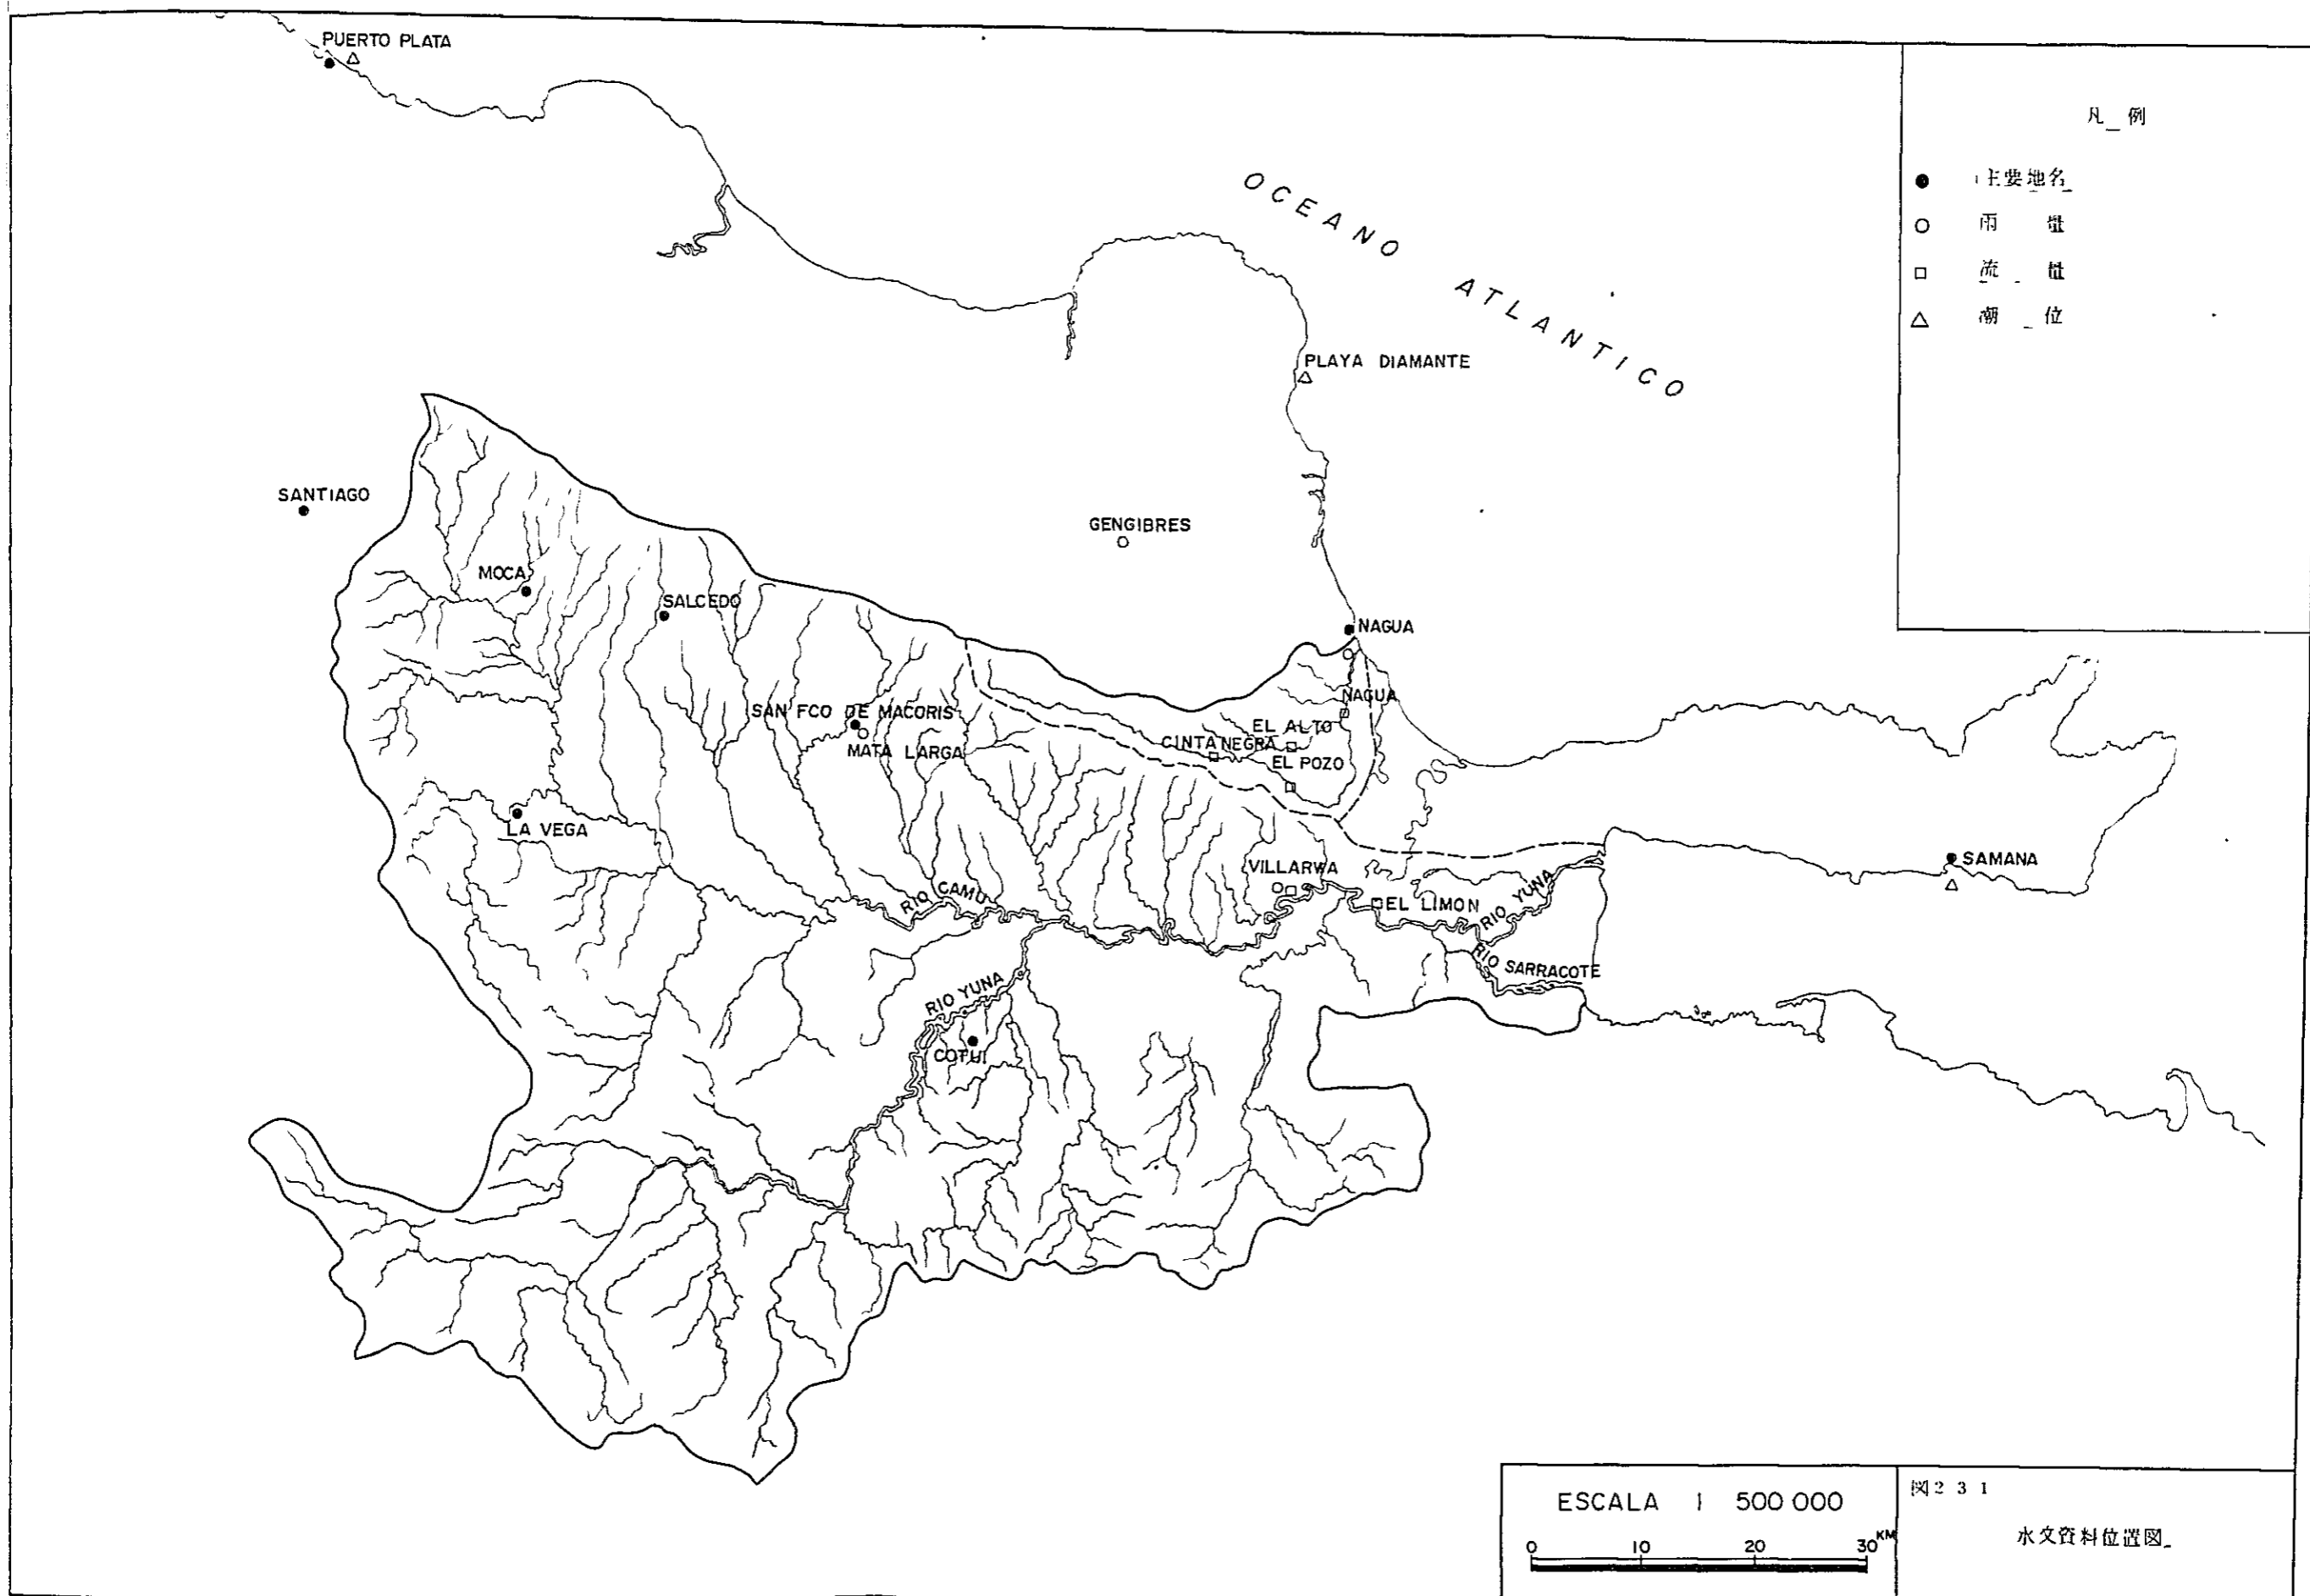 PUERTO PLATA
OCEANO ATLANTICO
凡例
主要地名
雨 量
流 量
潮 位
PLAYA DIAMANTE
SANTIAGO
GENGIBRES
MOCA
SALCEDO
NAGUA
NAGUA
SAN FCO DE MACORIS
EL ALTO
CINTA NEGRA
MATA LARGA
EL POZO
LA VEGA
VILLARWA
SAMANA
RIO CAMU
EL LIMON
RIO YUNA
RIO SARRACOTE
RIO YUNA
COTUI
ESCALA 1 500 000
0 10 20 30 KM
図2 3 1
水文資料位置図